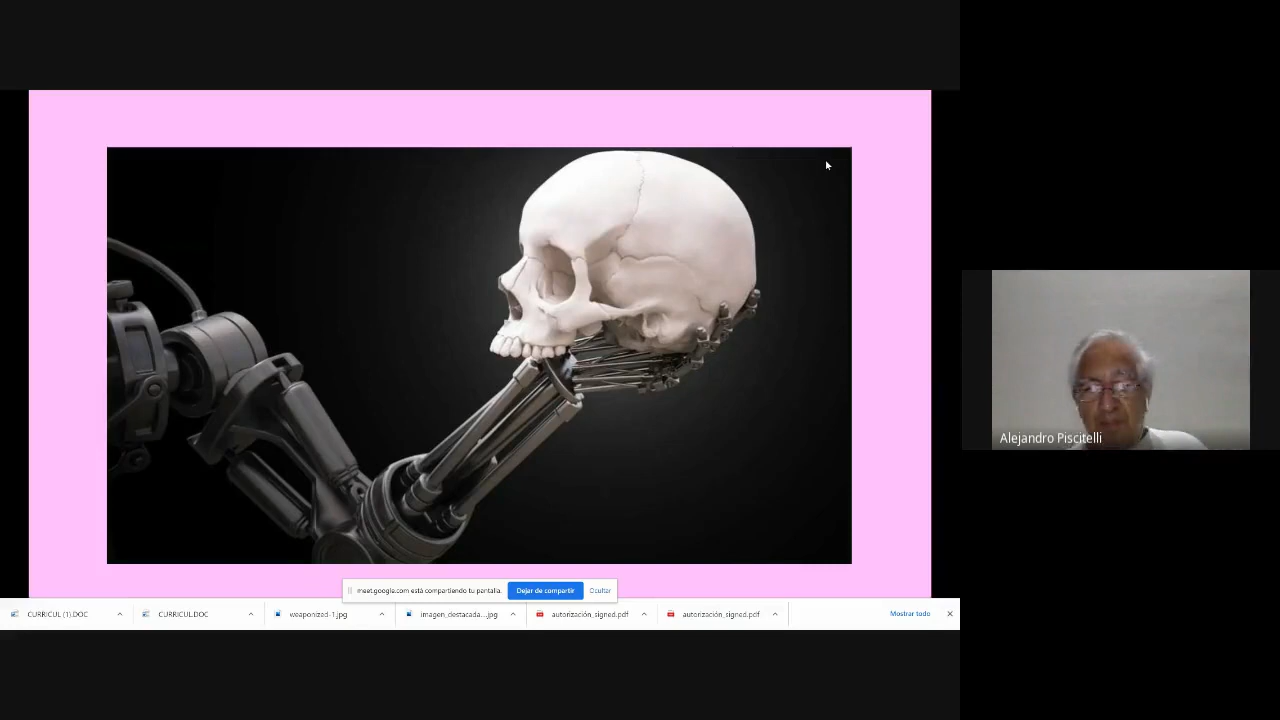 Alejandro Piscitelli
meet.google.com está compartiendo tu pantalla.
Dejar de compartir
Ocultar
CURRICUL (1).DOC
CURRICUL.DOC
weaponized-1.jpg
imagen_destacada....jpg
autorización_signed.pdf
autorización_signed.pdf
Mostrar todo